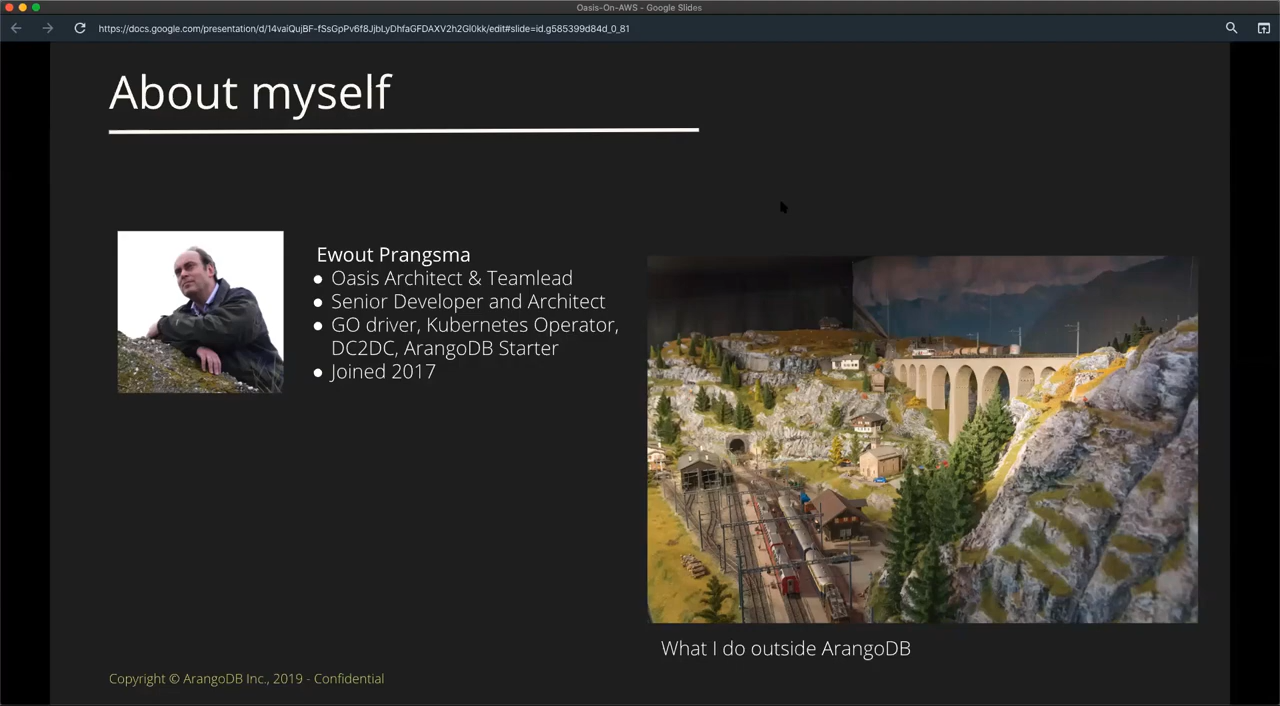 Oasis-On-AWS - Google Slides
https://docs.google.com/presentation/d/14vaiQujBF-fSsGpPv6f8JjbLyDhfaGFDAXV2h2Gl0kk/edit#slide=id.g585399d84d_0_81
About myself
Ewout Prangsma
● Oasis Architect & Teamlead
● Senior Developer and Architect
● GO driver, Kubernetes Operator,
DC2DC, ArangoDB Starter
● Joined 2017
What I do outside ArangoDB
Copyright © ArangoDB Inc., 2019 - Confidential